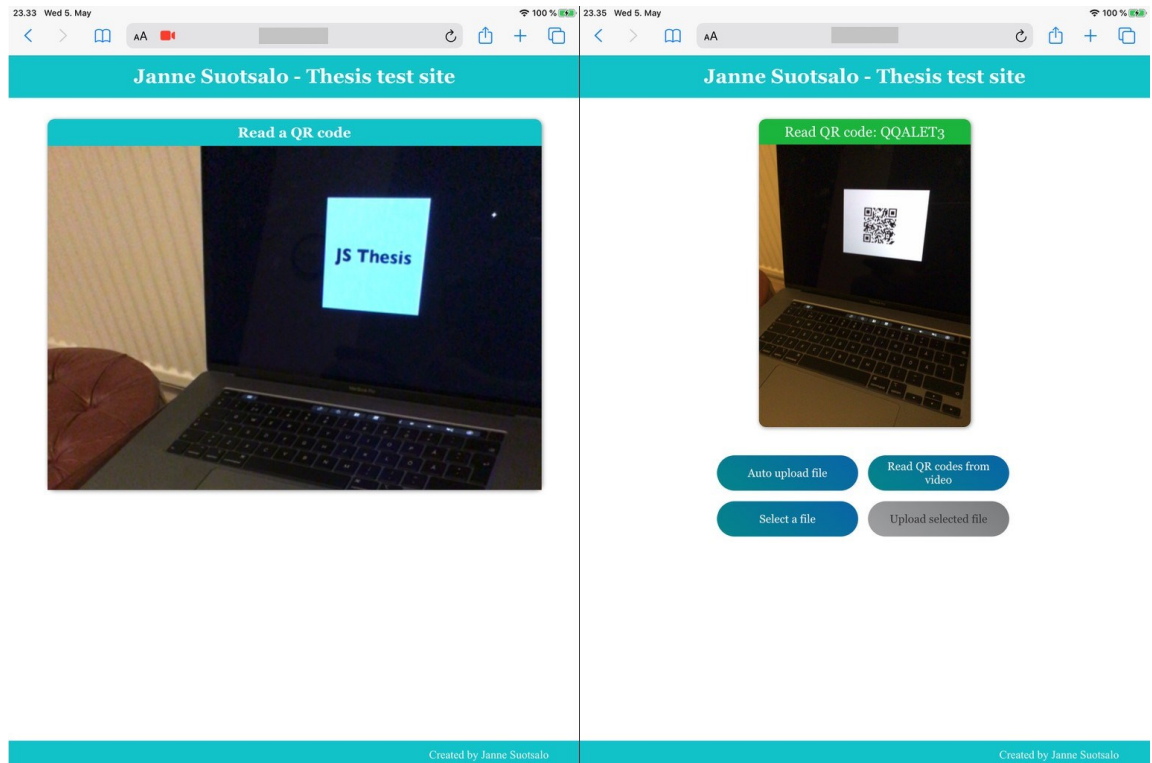 23.33 Wed 5. May
100 %
AA
Janne Suotsalo - Thesis test site
Read a QR code
JS Thesis
Created by Janne Suotsalo
23.35 Wed 5. May
100 %
AA
Janne Suotsalo - Thesis test site
Read QR code: QQALET3
Auto upload file
Read QR codes from
video
Select a file
Upload selected file
Created by Janne Suotsalo